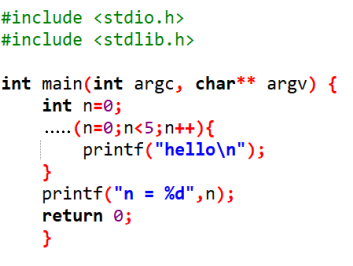 #include <stdio.h>
#include <stdlib.h>

int main(int argc, char** argv) {
    int n=0;
    .....(n=0;n<5;n++){
        printf("hello\n");
    }
    printf("n = %d",n);
    return 0;
    }